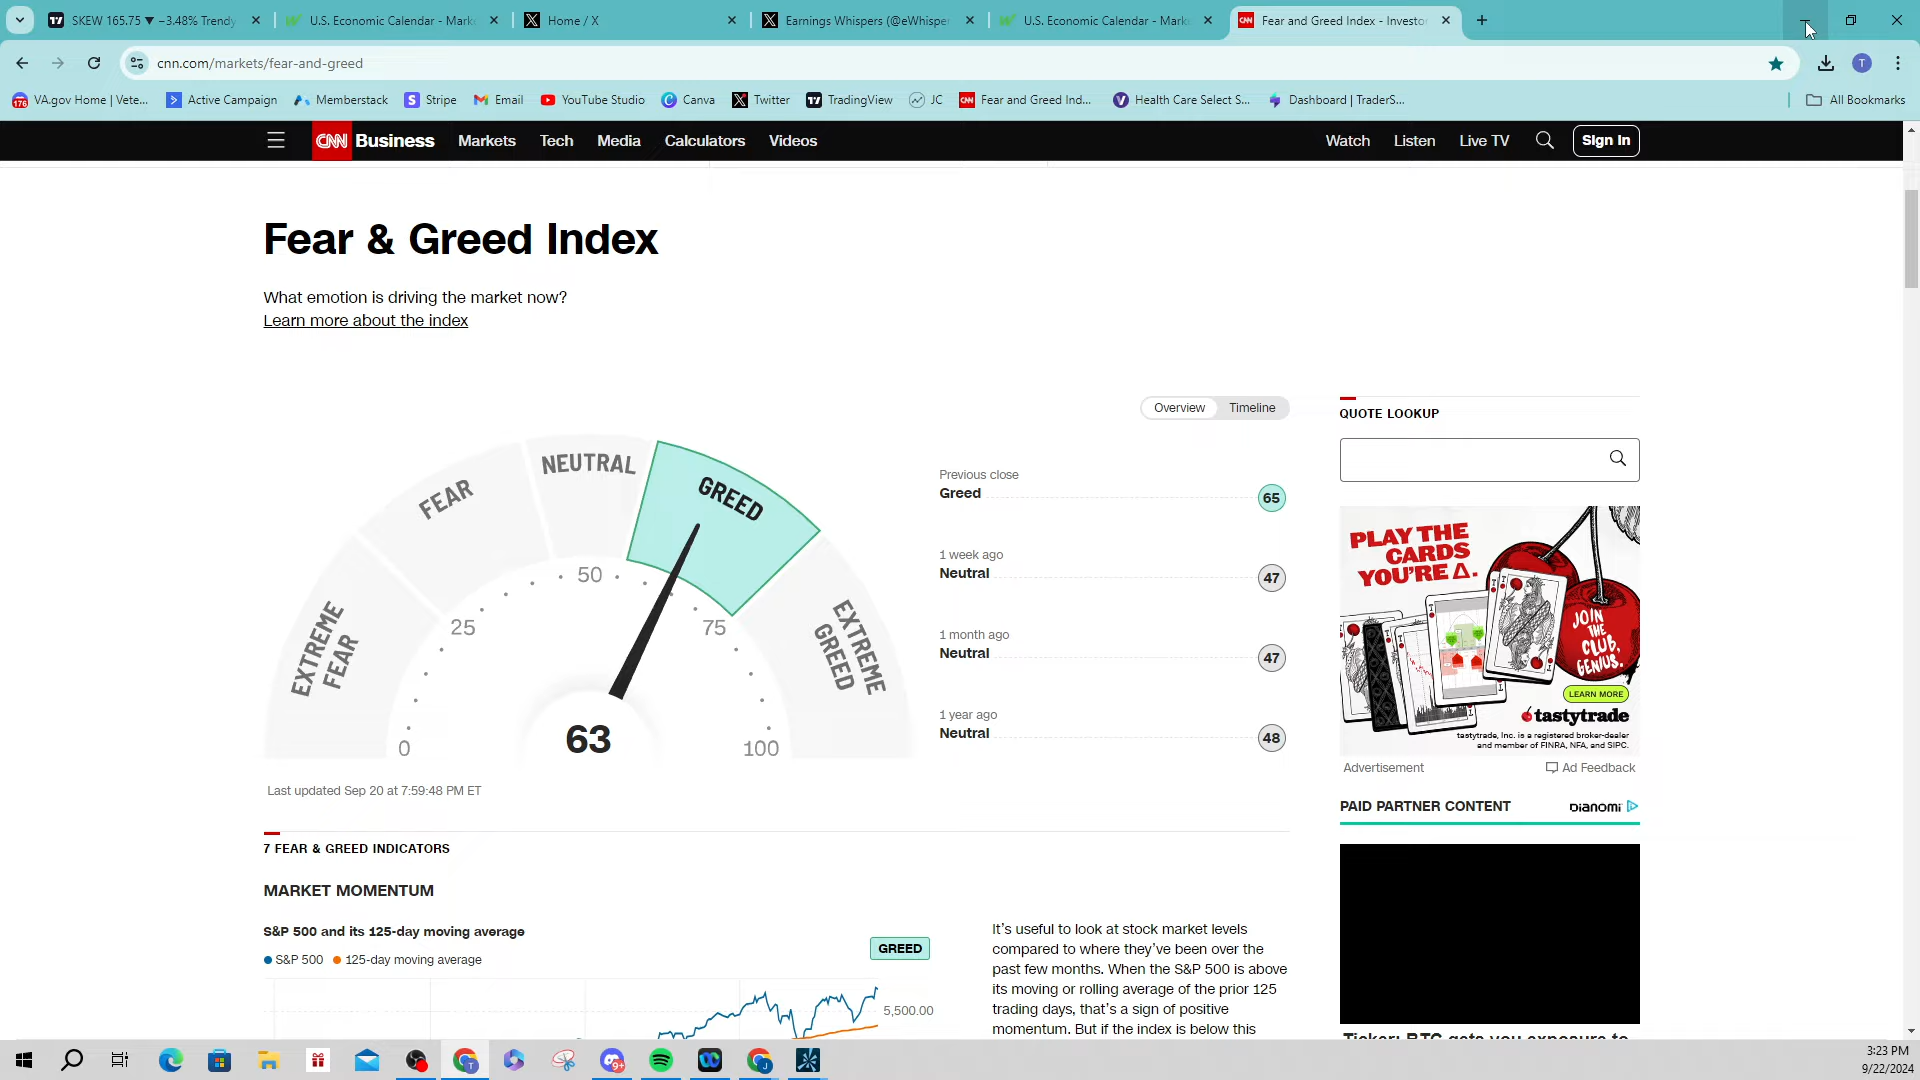 SKEW 165.75 ▼ −3.48% Trendy
U.S. Economic Calendar - Mark
Home / X
Earnings Whispers (@eWhisper
U.S. Economic Calendar - Mark
CNN
Fear and Greed Index - Investor
cnn.com/markets/fear-and-greed
T
176
VA.gov Home | Vete...
Active Campaign
Memberstack
Stripe
Email
YouTube Studio
Canva
Twitter
TradingView
JC
CNN
Fear and Greed Ind...
Health Care Select S...
Dashboard | TraderS...
All Bookmarks
CNN Business
Markets
Tech
Media
Calculators
Videos
Watch
Listen
Live TV
Sign In
Fear & Greed Index
What emotion is driving the market now?
Learn more about the index
Overview
Timeline
EXTREME FEAR
FEAR
NEUTRAL
GREED
EXTREME GREED
0
25
50
75
100
63
Last updated Sep 20 at 7:59:48 PM ET
Previous close
Greed
65
1 week ago
Neutral
47
1 month ago
Neutral
47
1 year ago
Neutral
48
QUOTE LOOKUP
PLAY THE
CARDS
YOU'RE Δ.
JOIN
THE
CLUB,
GENIUS.
LEARN MORE
tastytrade
tastytrade, Inc. is a registered broker-dealer
and member of FINRA, NFA, and SIPC.
Advertisement
Ad Feedback
PAID PARTNER CONTENT
DIANOMI
7 FEAR & GREED INDICATORS
MARKET MOMENTUM
S&P 500 and its 125-day moving average
GREED
S&P 500
125-day moving average
5,500.00
It's useful to look at stock market levels
compared to where they've been over the
past few months. When the S&P 500 is above
its moving or rolling average of the prior 125
trading days, that's a sign of positive
momentum. But if the index is below this
3:23 PM
9/22/2024